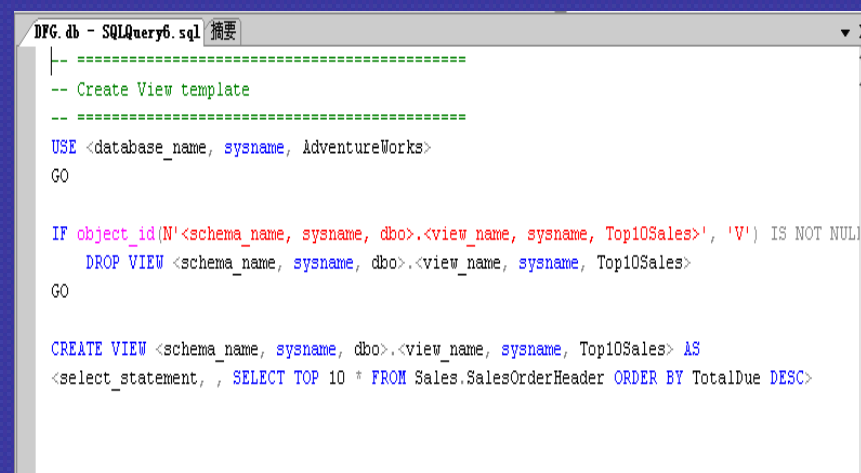 DFG.db - SQLQuery6.sql 摘要
-- =============================================
-- Create View template
-- =============================================
USE <database_name, sysname, AdventureWorks>
GO
IF object_id(N'<schema_name, sysname, dbo>.<view_name, sysname, Top10Sales>', 'V') IS NOT NULL
DROP VIEW <schema_name, sysname, dbo>.<view_name, sysname, Top10Sales>
GO
CREATE VIEW <schema_name, sysname, dbo>.<view_name, sysname, Top10Sales> AS
<select_statement, , SELECT TOP 10 * FROM Sales.SalesOrderHeader ORDER BY TotalDue DESC>